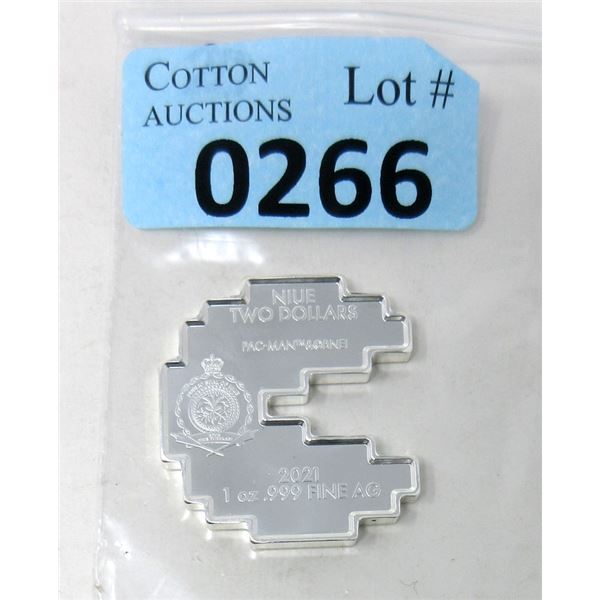 COTTON
AUCTIONS
Lot #
0266
NIUE
TWO DOLLARS
PAC-MAN™&©BNEI
2021
1 oz .999 FINE AG